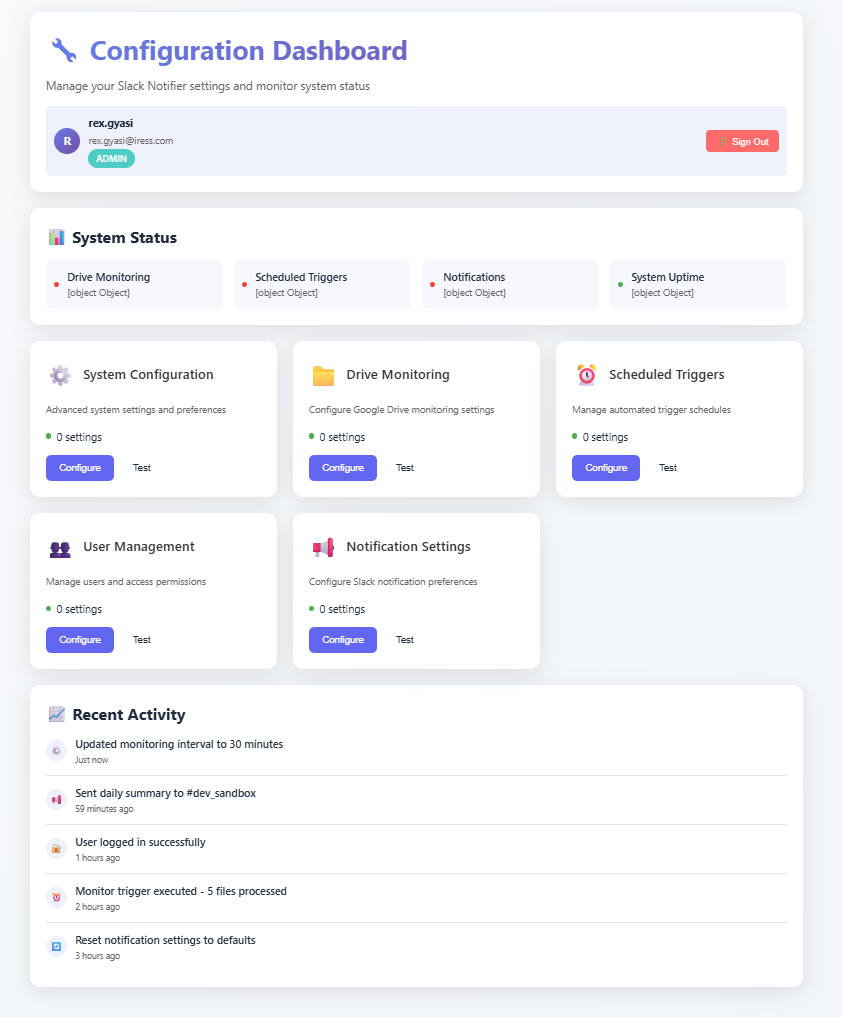 Configuration Dashboard
Manage your Slack Notifier settings and monitor system status
R
rex.gyasi
rex.gyasi@iress.com
ADMIN
Sign Out
System Status
Drive Monitoring
[object Object]
Scheduled Triggers
[object Object]
Notifications
[object Object]
System Uptime
[object Object]
System Configuration
Advanced system settings and preferences
0 settings
Configure Test
Drive Monitoring
Configure Google Drive monitoring settings
0 settings
Configure Test
Scheduled Triggers
Manage automated trigger schedules
0 settings
Configure Test
User Management
Manage users and access permissions
0 settings
Configure Test
Notification Settings
Configure Slack notification preferences
0 settings
Configure Test
Recent Activity
Updated monitoring interval to 30 minutes
Just now
Sent daily summary to #dev_sandbox
59 minutes ago
User logged in successfully
1 hours ago
Monitor trigger executed - 5 files processed
2 hours ago
Reset notification settings to defaults
3 hours ago